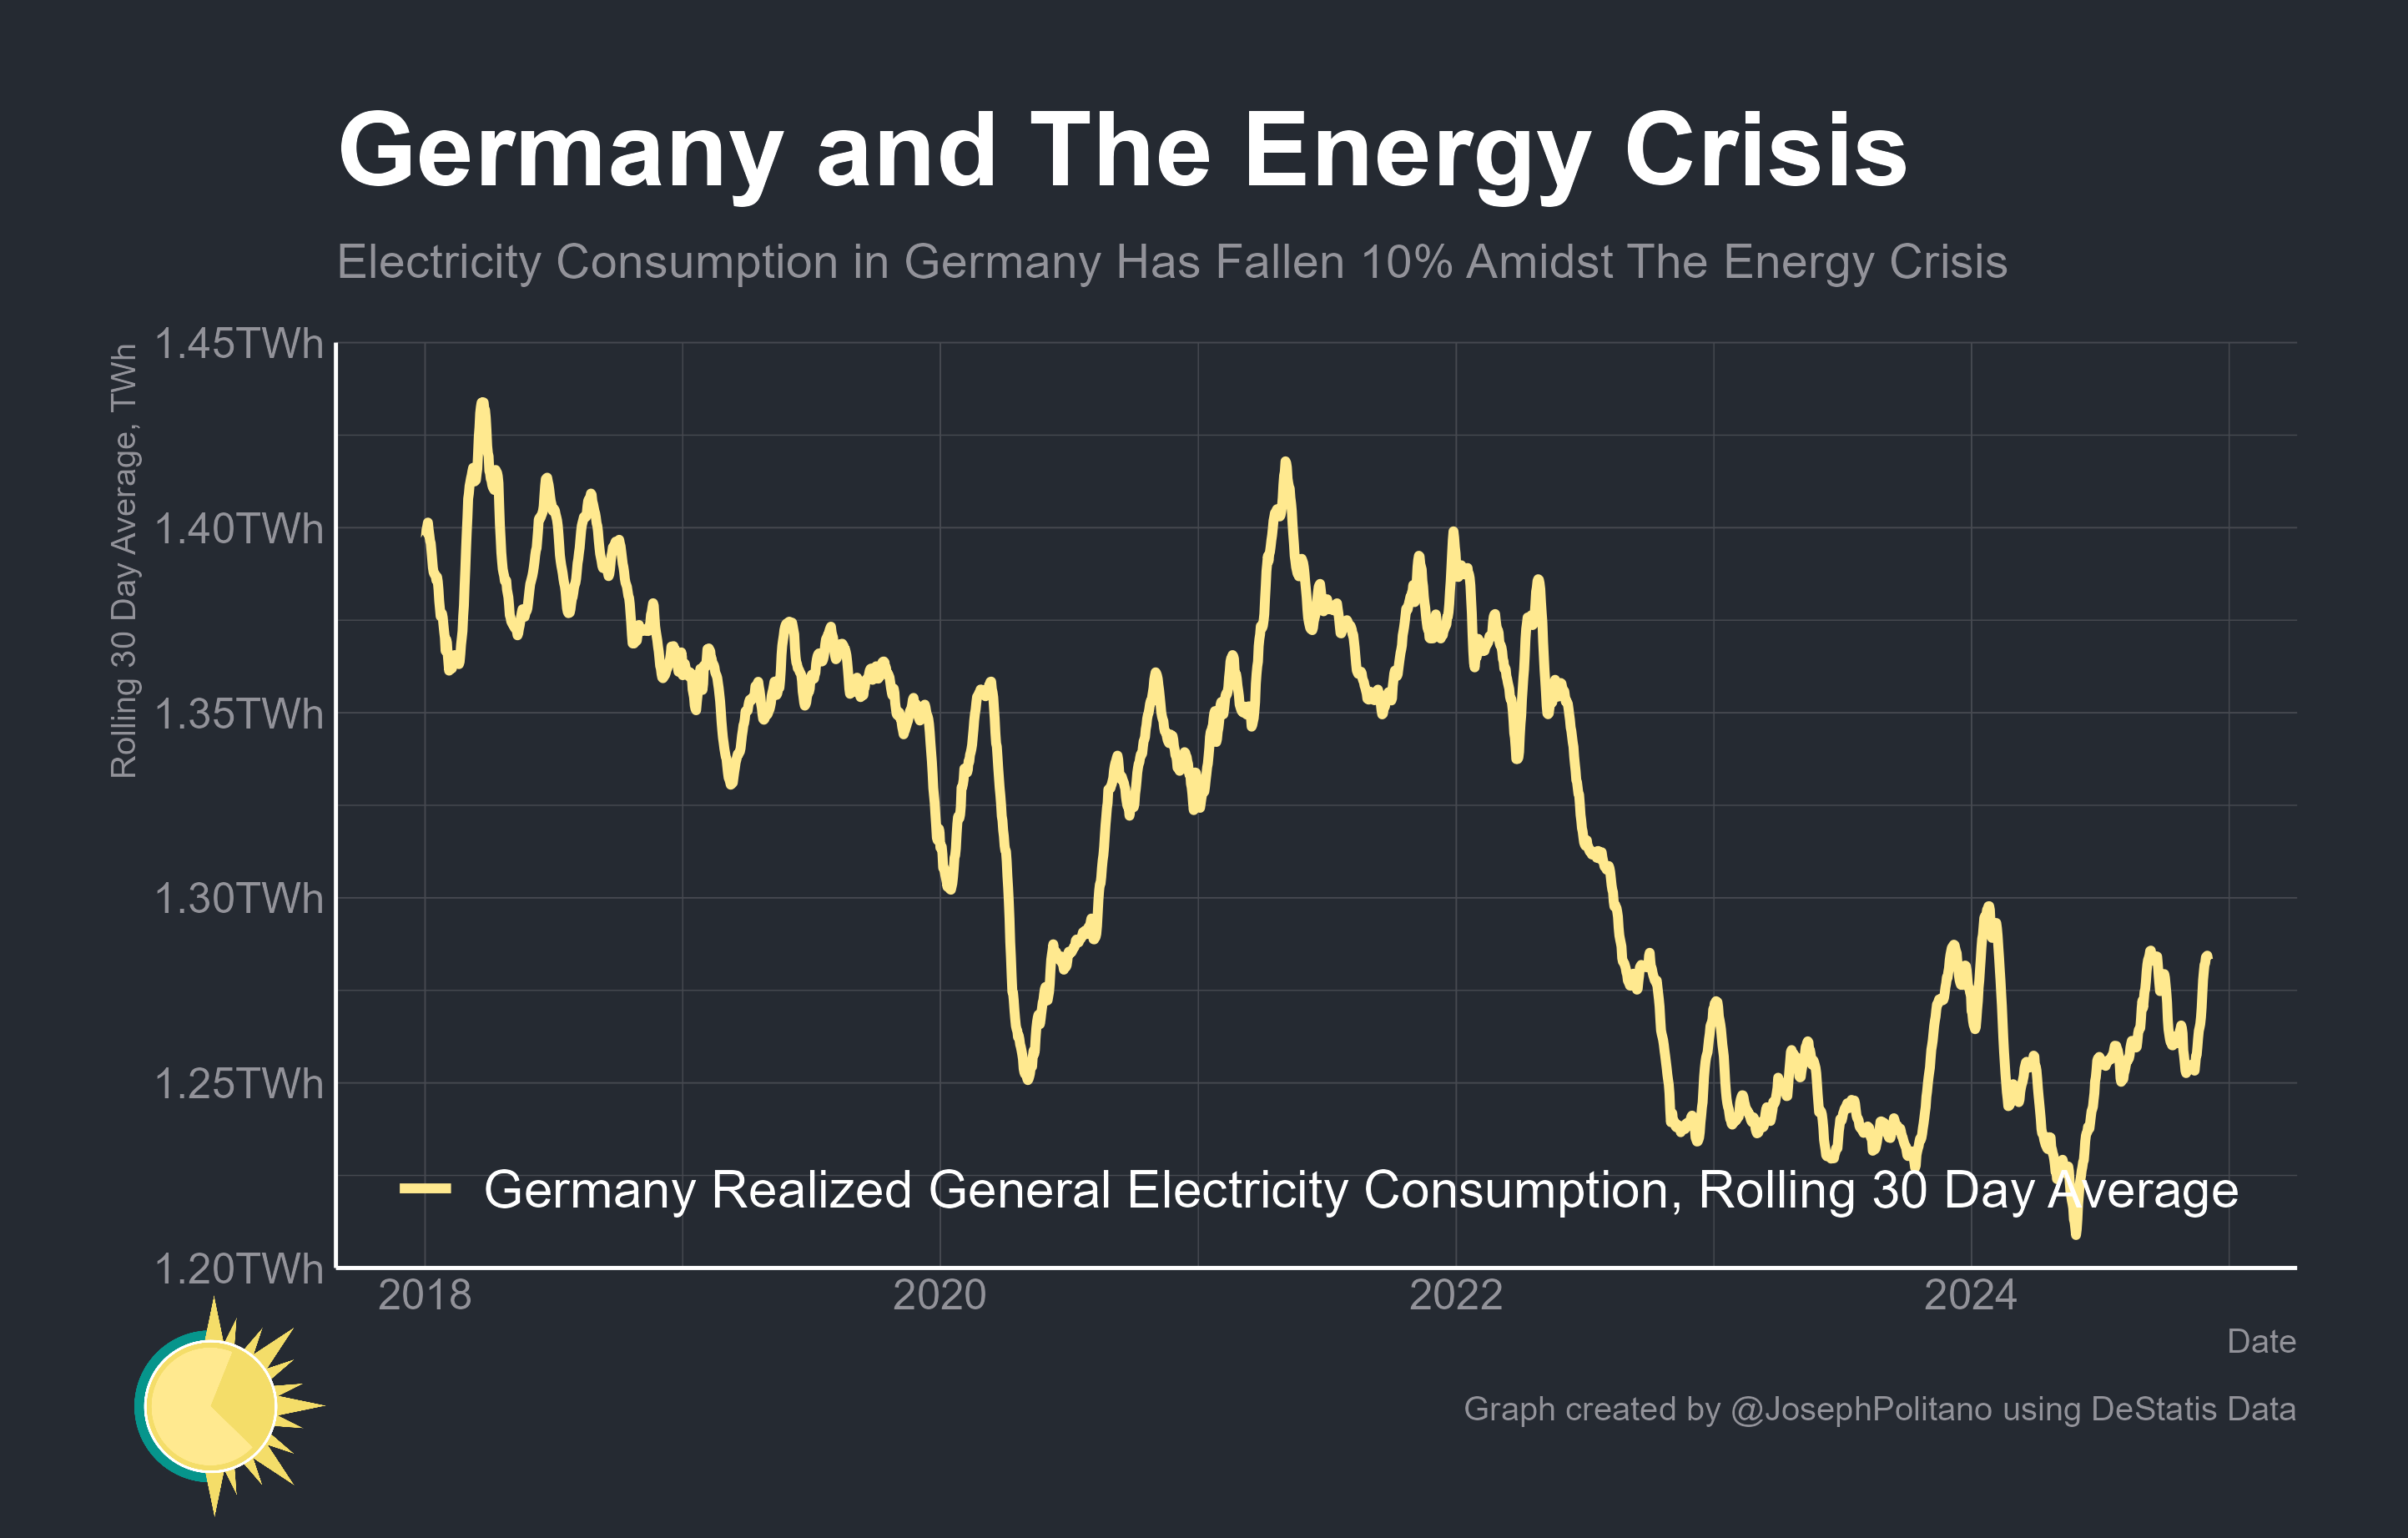 Germany and The Energy Crisis
Electricity Consumption in Germany Has Fallen 10% Amidst The Energy Crisis
Rolling 30 Day Average, TWh
1.45TWh
1.40TWh
1.35TWh
1.30TWh
1.25TWh
1.20TWh
Germany Realized General Electricity Consumption, Rolling 30 Day Average
2018 2020 2022 2024
Date
Graph created by @JosephPolitano using DeStatis Data